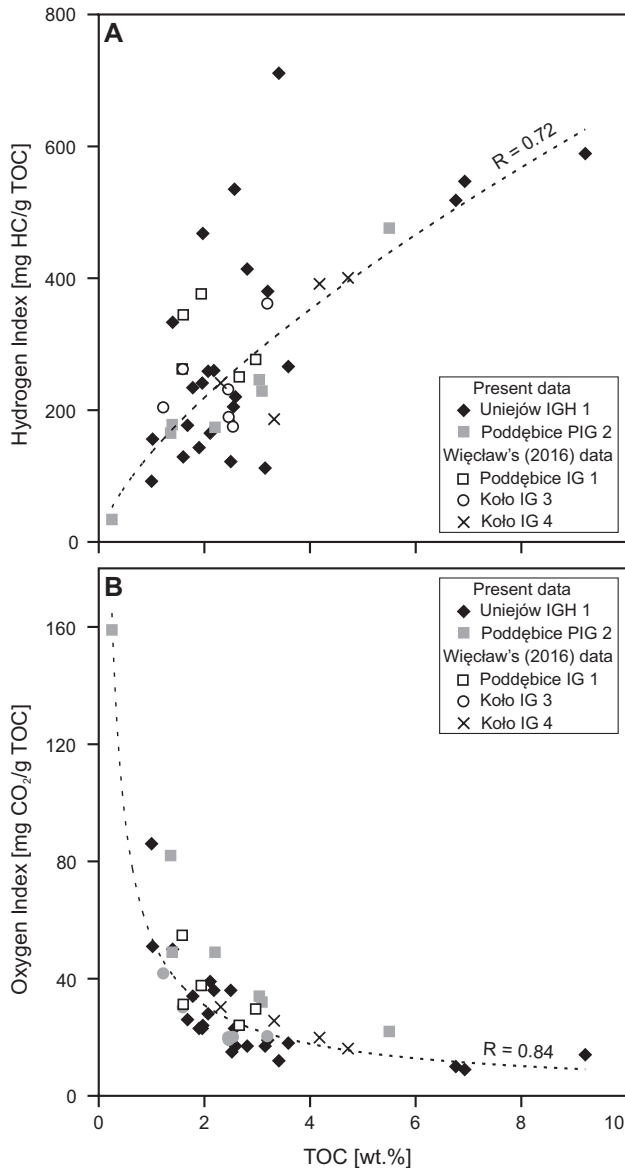 A
800
600
400
200
0
Hydrogen Index [mg HC/g TOC]
R = 0.72
Present data
Uniejów IGH 1
Poddębice PIG 2
Więcław's (2016) data
Poddębice IG 1
Koło IG 3
Koło IG 4
B
160
120
80
40
0
Oxygen Index [mg CO₂/g TOC]
Present data
Uniejów IGH 1
Poddębice PIG 2
Więcław's (2016) data
Poddębice IG 1
Koło IG 3
Koło IG 4
R = 0.84
0 2 4 6 8 10
TOC [wt.%]